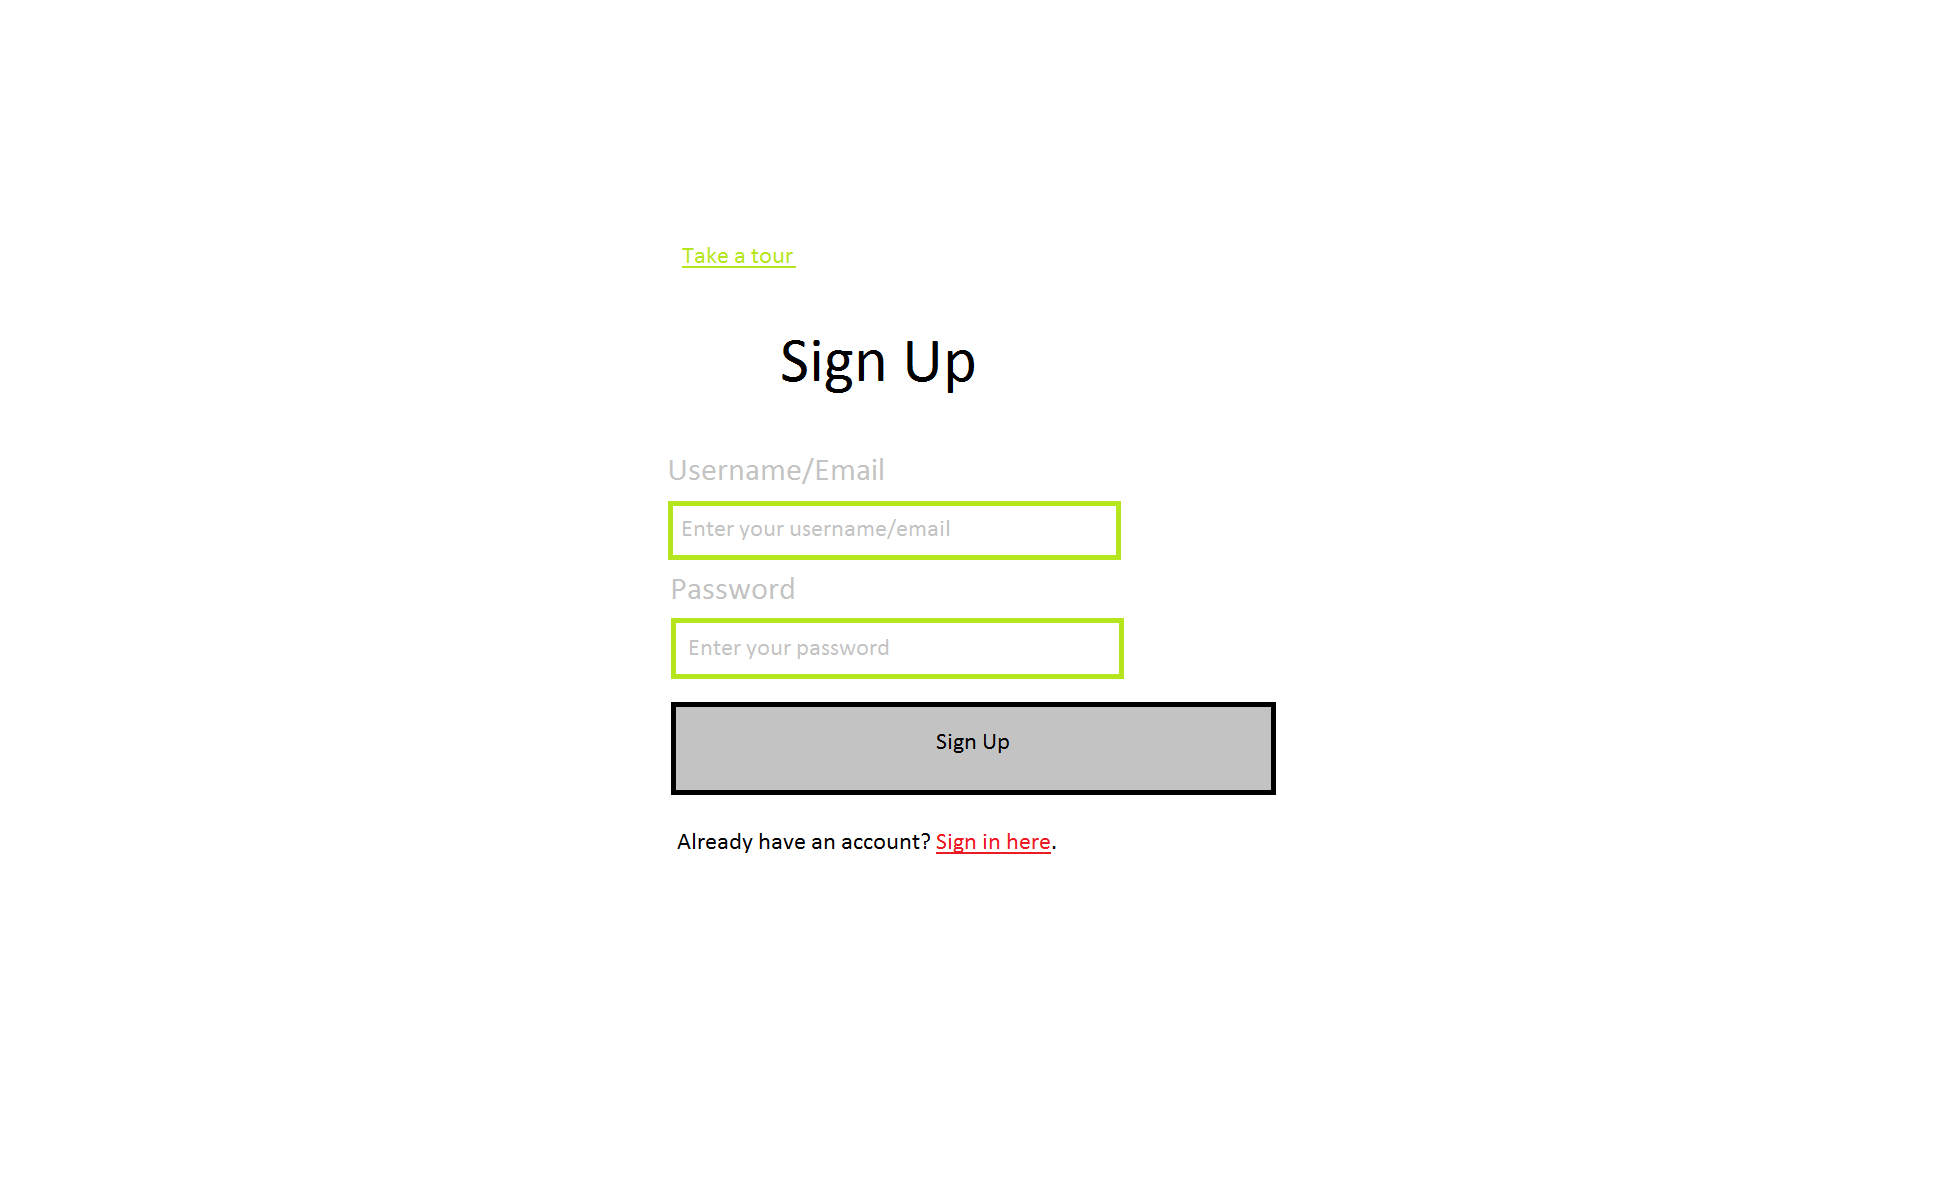 Take a tour
Sign Up
Username/Email
Enter your username/email
Password
Enter your password
Sign Up
Already have an account? Sign in here.